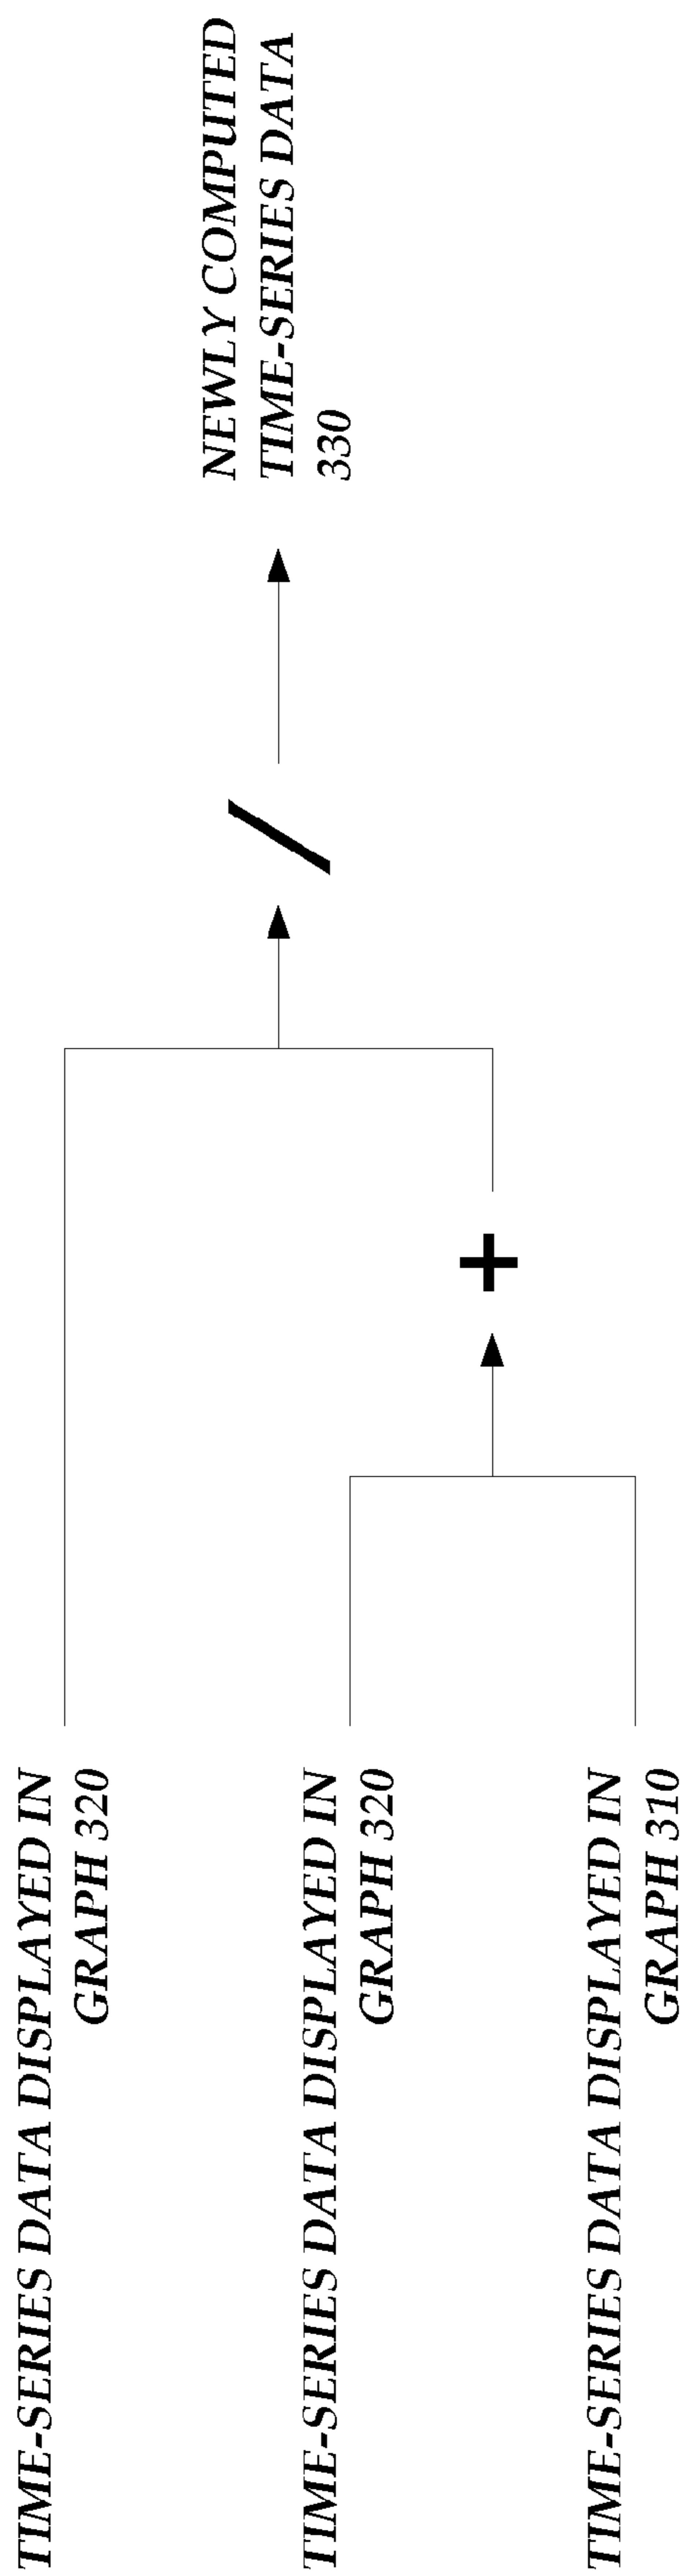 TIME-SERIES DATA DISPLAYED IN
GRAPH 320
TIME-SERIES DATA DISPLAYED IN
GRAPH 320
TIME-SERIES DATA DISPLAYED IN
GRAPH 310
+
/
NEWLY COMPUTED
TIME-SERIES DATA
330